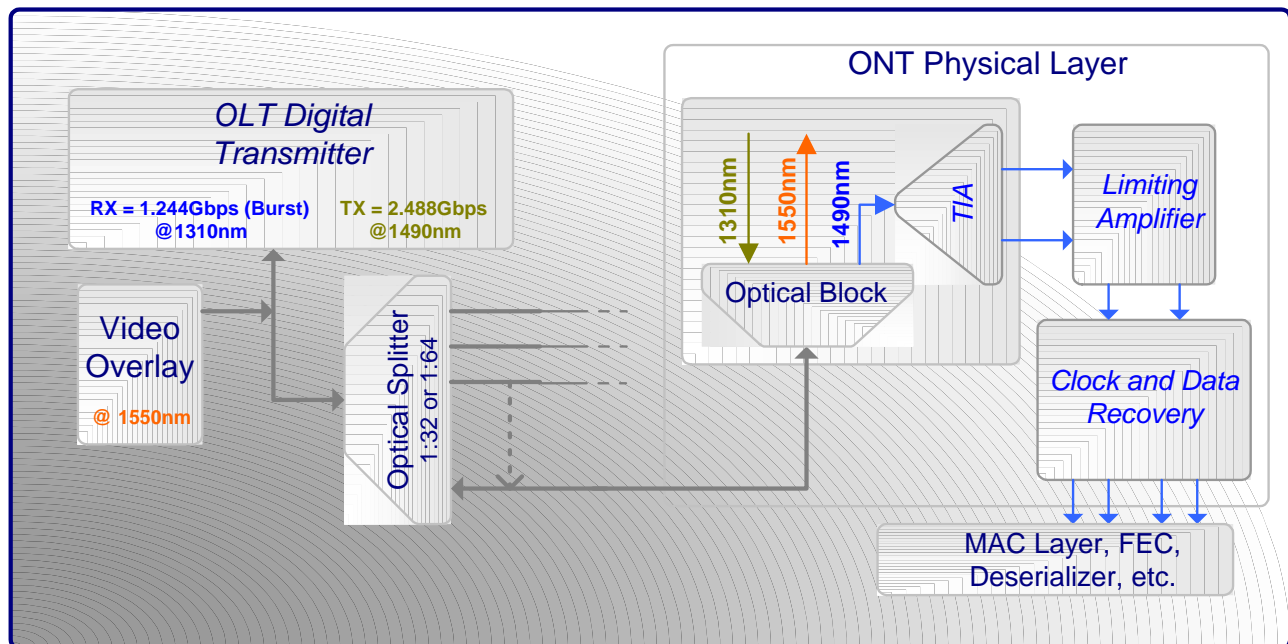 ONT Physical Layer
OLT Digital
Transmitter
RX = 1.244Gbps (Burst)
@1310nm
TX = 2.488Gbps
@1490nm
1310nm
1550nm
1490nm
TIA
Limiting
Amplifier
Optical Block
Video
Overlay
@ 1550nm
Optical Splitter
1:32 or 1:64
Clock and Data
Recovery
MAC Layer, FEC,
Deserializer, etc.